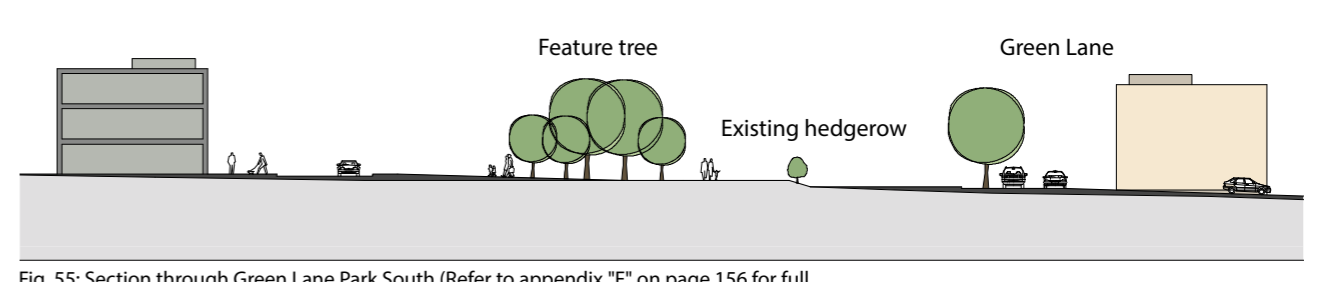 Feature tree
Green Lane
Existing hedgerow
Fig. 55: Section through Green Lane Park South (Refer to appendix "E" on page 156 for full